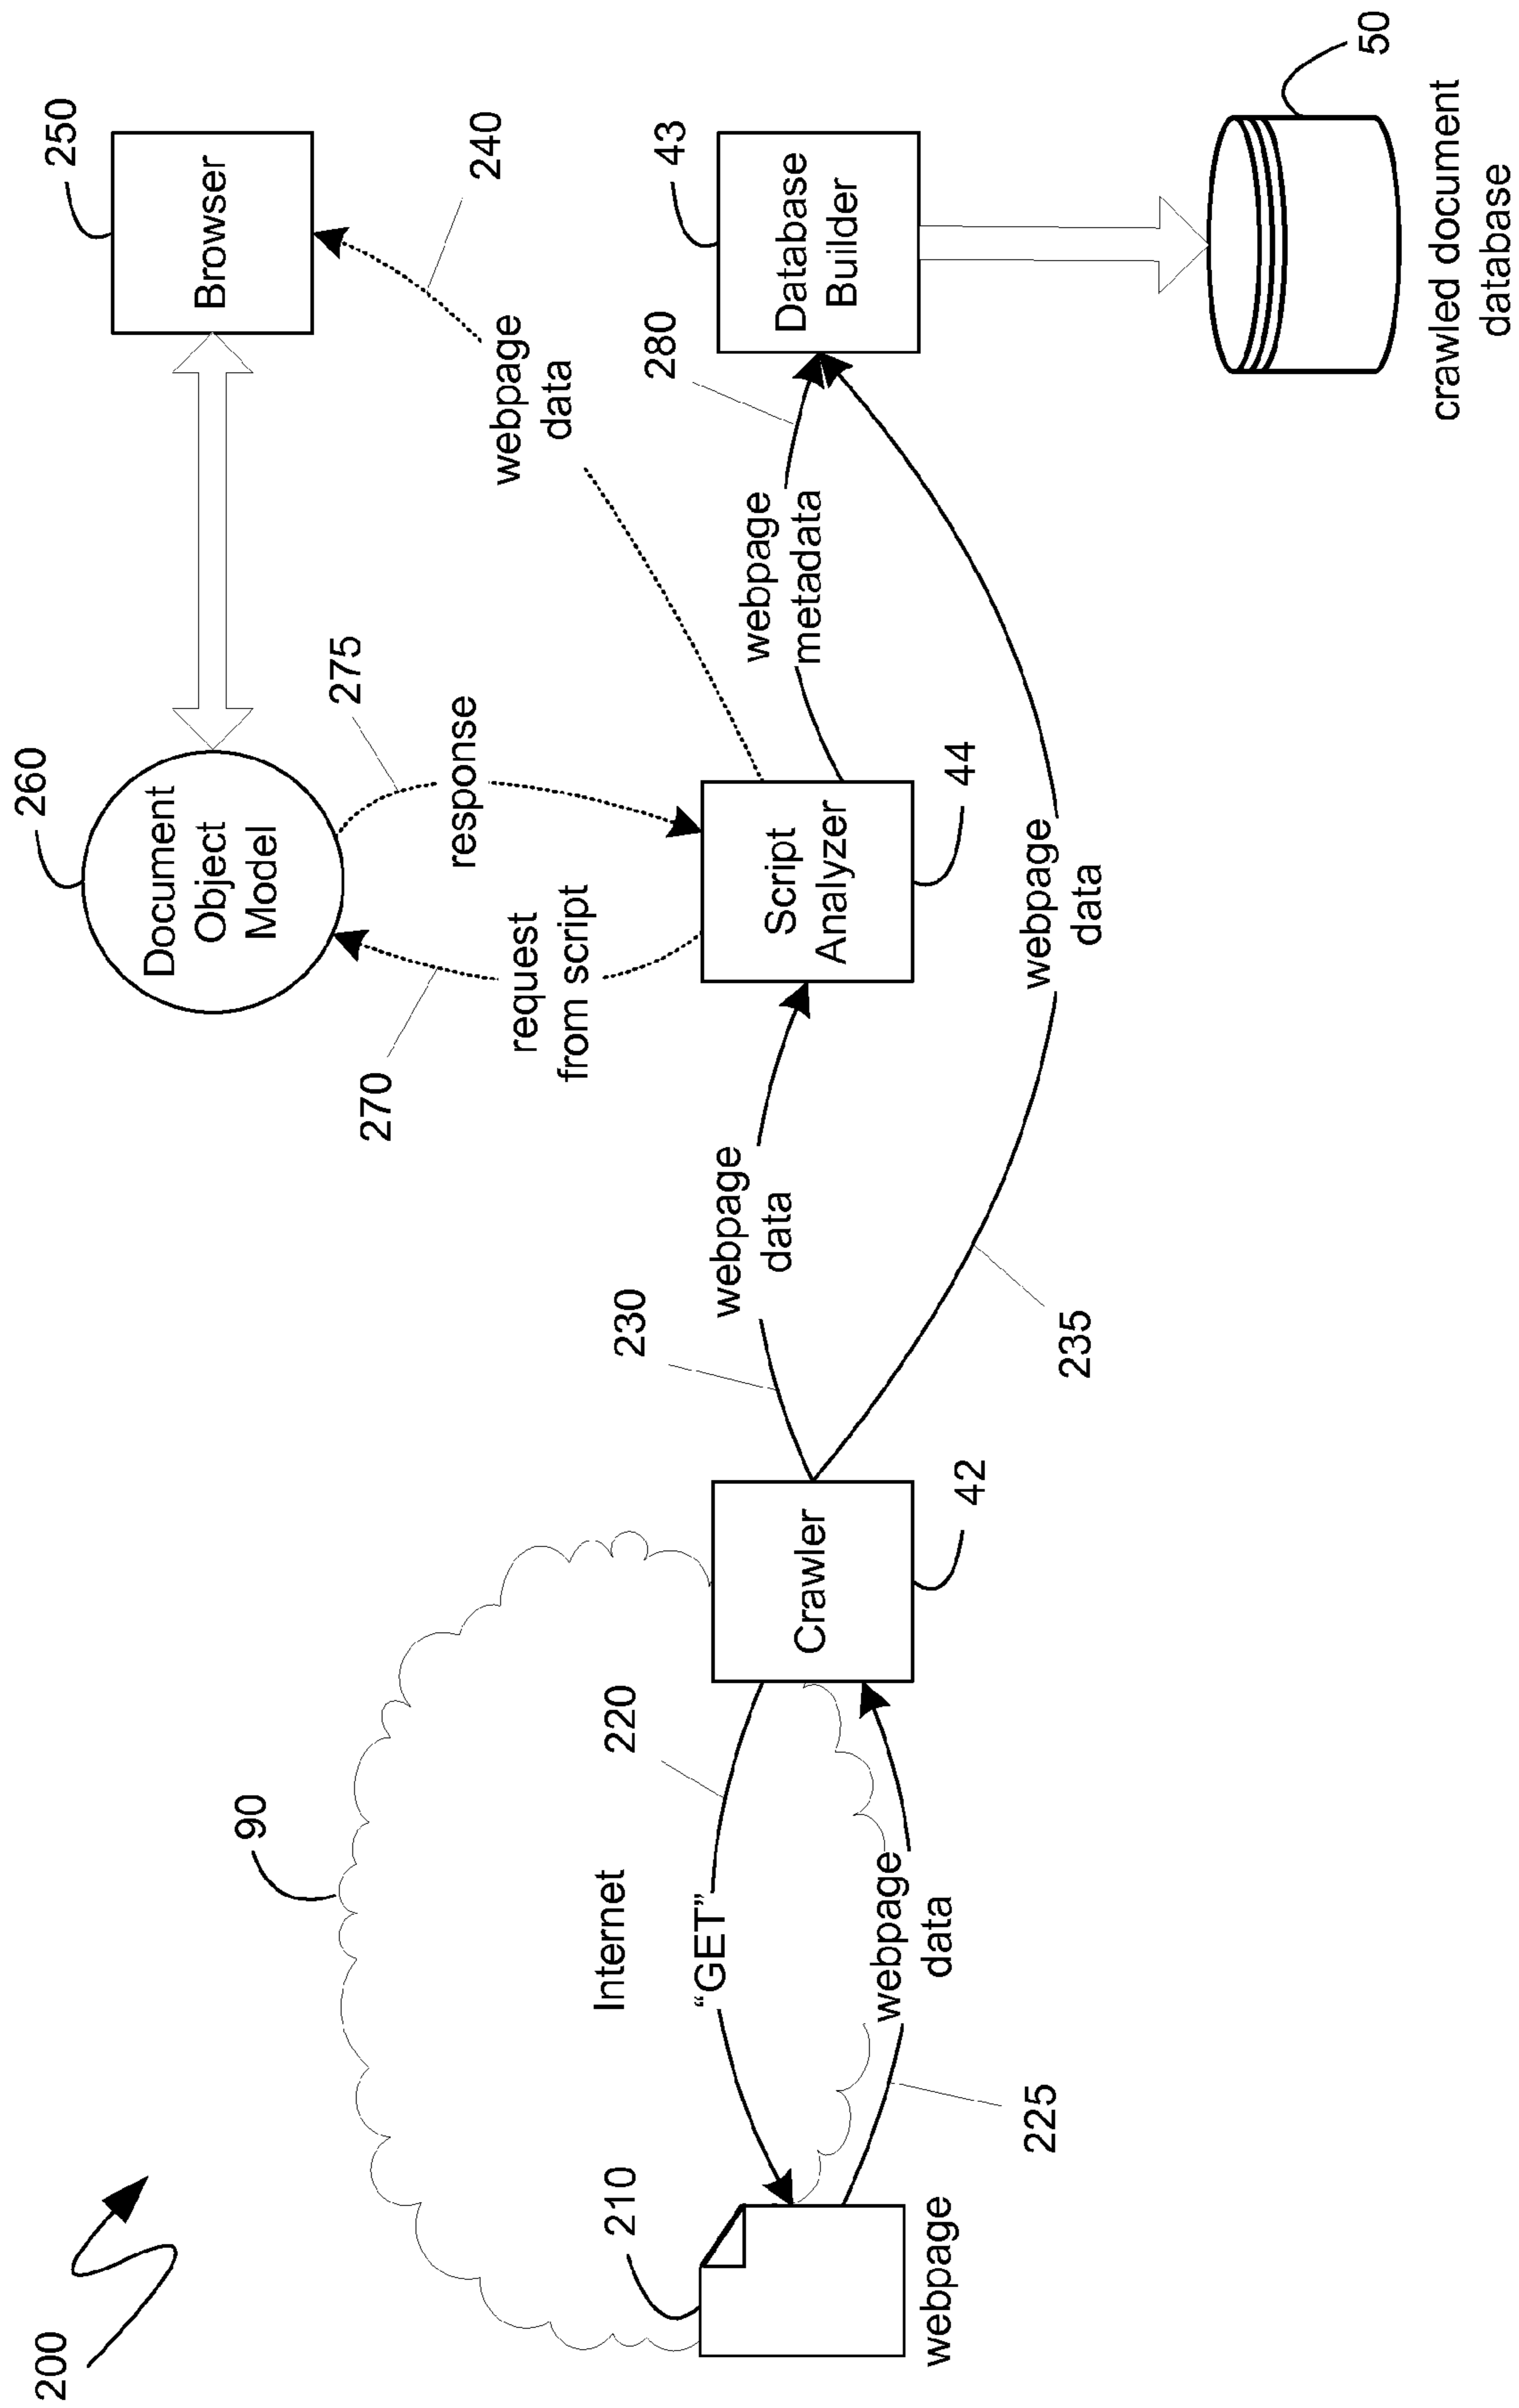 200
260
250
Document
Object
Model
Browser
90
275
270
240
response
request
from script
webpage
data
Internet
210
220
230
280
43
"GET"
webpage
data
webpage
metadata
Crawler
Script
Analyzer
Database
Builder
webpage
data
webpage
225
42
44
235
webpage
data
50
crawled document
database